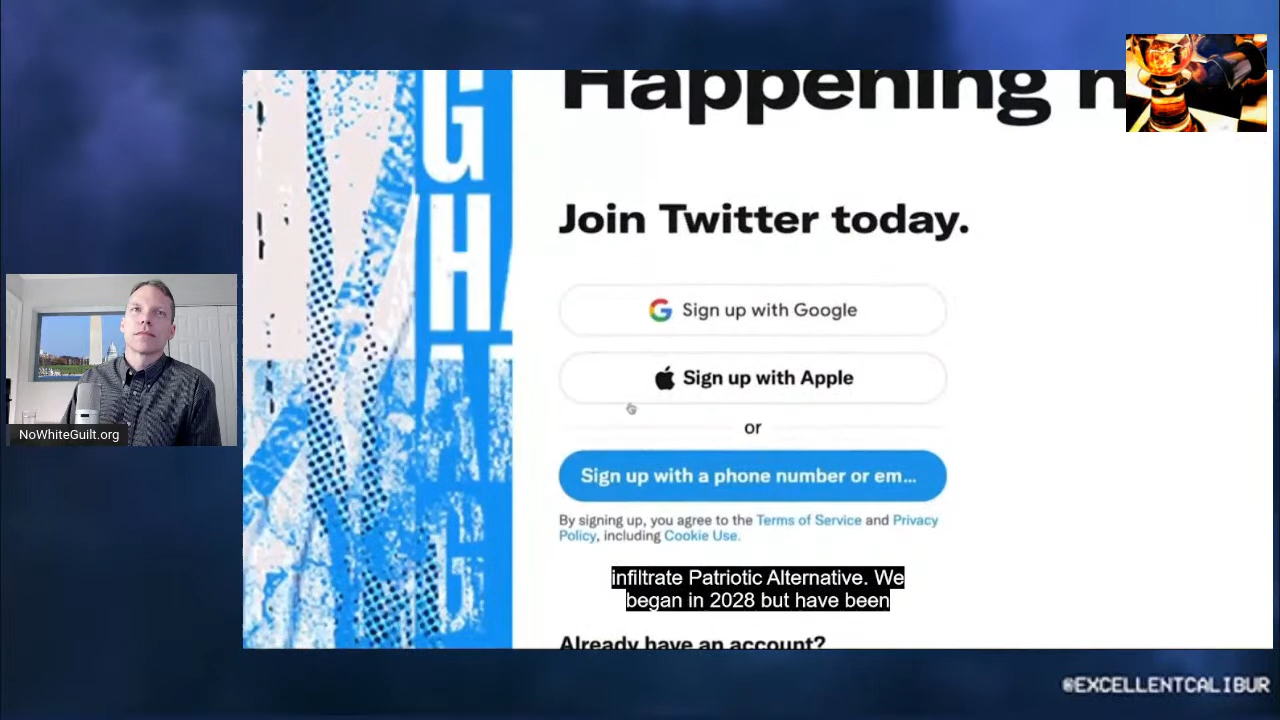 G
H
Happening
Join Twitter today.
Sign up with Google
Sign up with Apple
or
Sign up with a phone number or em...
By signing up, you agree to the Terms of Service and Privacy
Policy, including Cookie Use.
infiltrate Patriotic Alternative. We
began in 2028 but have been
Already have an account?
NoWhiteGuilt.org
@EXCELLENTCALIBUR